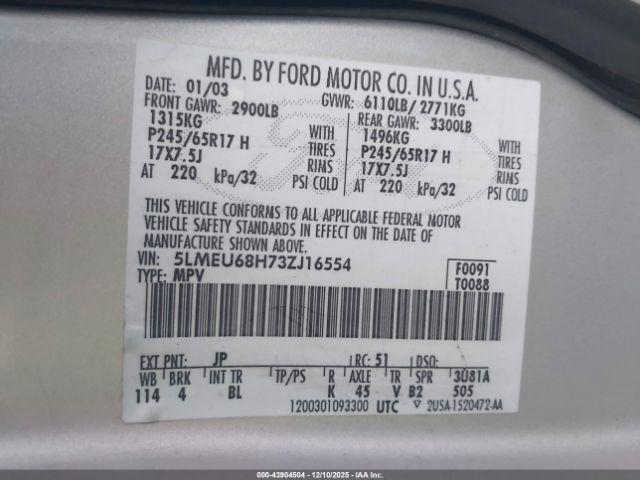 MFD. BY FORD MOTOR CO. IN U.S.A.
DATE: 01/03 GVWR: 6110LB/ 2771KG
FRONT GAWR: 2900LB REAR GAWR: 3300LB
1315KG WITH 1496KG WITH
P245/65R17 H TIRES P245/65R17 H TIRES
17X7.5J RIMS 17X7.5J RIMS
AT 220 kPa/32 PSI COLD AT 220 kPa/32 PSI COLD
THIS VEHICLE CONFORMS TO ALL APPLICABLE FEDERAL MOTOR
VEHICLE SAFETY STANDARDS IN EFFECT ON THE DATE OF
MANUFACTURE SHOWN ABOVE.
VIN: 5LMEU68H73ZJ16554 F0091
TYPE: MPV T0088
EXT PNT: JP RC: 51 DSO:
WB BRK INT TR TP/PS R AXLE TR SPR 3U81A
114 4 BL K 45 V B2 505
1200301093300 UTC ▽ 2U5A-1520472-AA
000-43904504 - 12/10/2025 - IAAI.COM